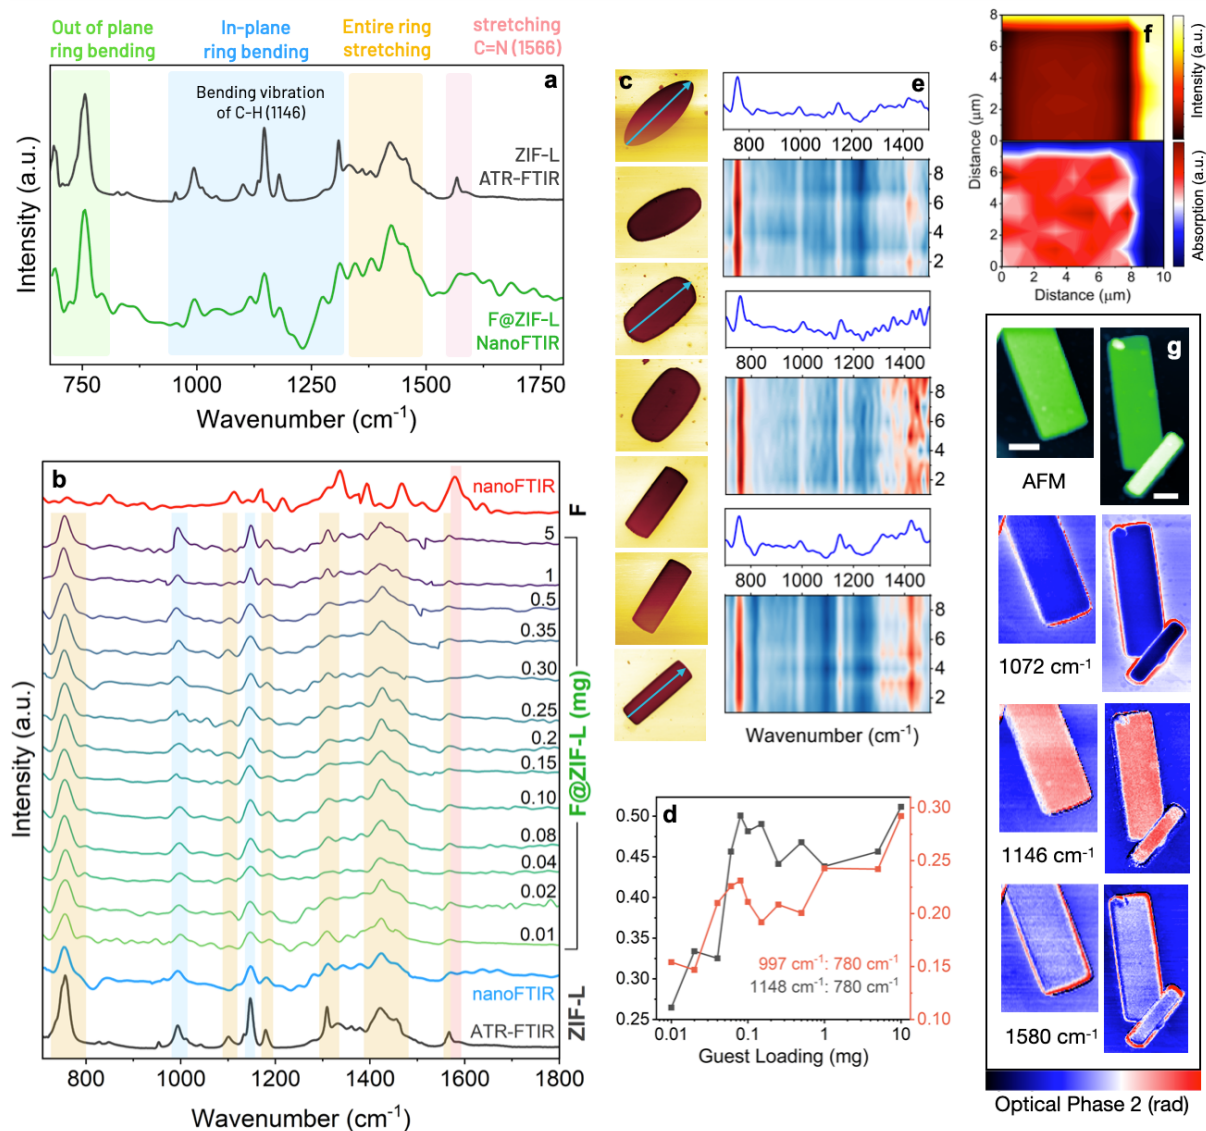 Out of plane
ring bending
In-plane
ring bending
Entire ring
stretching
stretching
C=N (1566)
a
Bending vibration
of C-H (1146)
ZIF-L
ATR-FTIR
F@ZIF-L
NanoFTIR
Intensity (a.u.)
750 1000 1250 1500 1750
Wavenumber (cm-1)
b
nanoFTIR
F
5
1
0.5
0.35
0.30
0.25
0.2
0.15
0.10
0.08
0.04
0.02
0.01
F@ZIF-L (mg)
nanoFTIR
ATR-FTIR
ZIF-L
Intensity (a.u.)
800 1000 1200 1400 1600 1800
Wavenumber (cm-1)
c
e
800 1000 1200 1400
8
6
4
2
800 1000 1200 1400
8
6
4
2
800 1000 1200 1400
8
6
4
2
Wavenumber (cm-1)
d
0.50
0.45
0.40
0.35
0.30
0.25
0.30
0.25
0.20
0.15
0.10
997 cm-1: 780 cm-1
1148 cm-1: 780 cm-1
0.01 0.1 1 10
Guest Loading (mg)
f
8
6
4
2
0
8
6
4
2
0
Distance (μm)
0 2 4 6 8 10
Distance (μm)
Intensity (a.u.)
Absorption (a.u.)
g
AFM
1072 cm-1
1146 cm-1
1580 cm-1
Optical Phase 2 (rad)